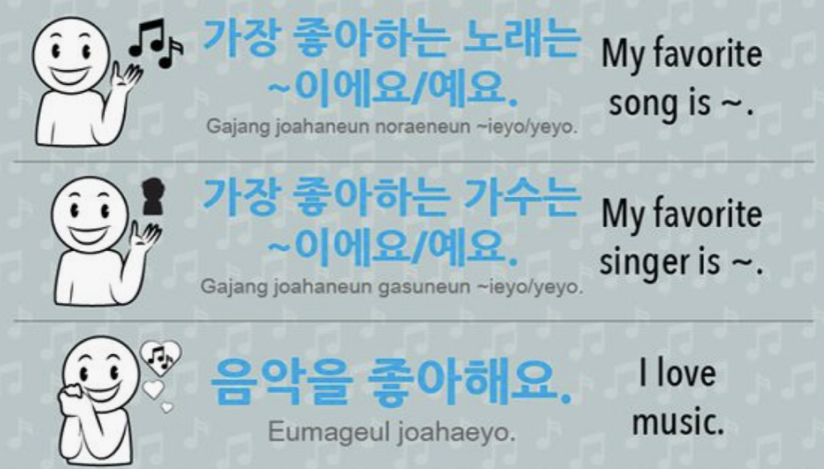 가장 좋아하는 노래는
~이에요/예요.
Gajang joahaneun noraeneun ~ieyo/yeyo.
My favorite
song is ~.
가장 좋아하는 가수는
~이에요/예요.
Gajang joahaneun gasuneun ~ieyo/yeyo.
My favorite
singer is ~.
음악을 좋아해요.
Eumageul joahaeyo.
I love
music.